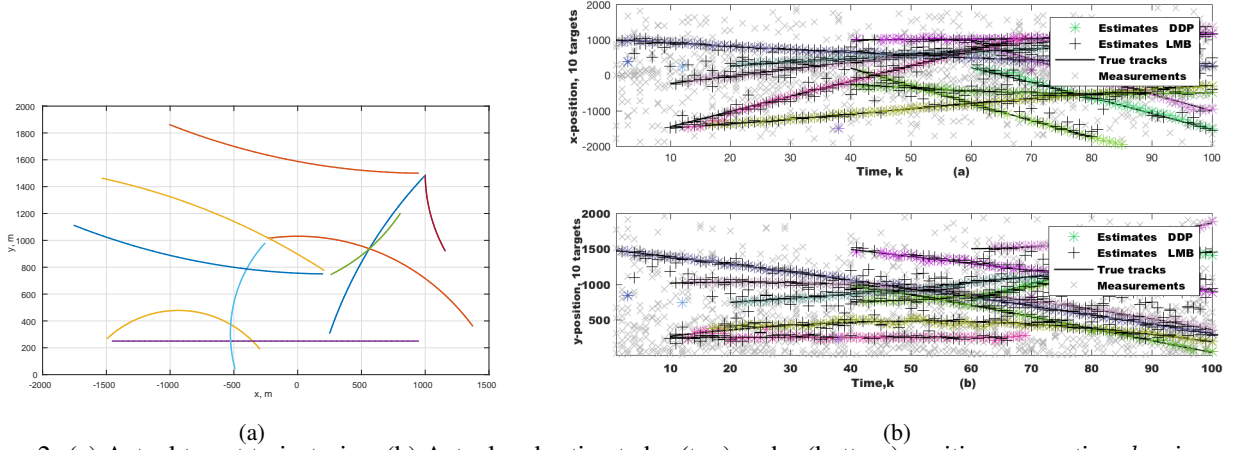 2000
1800
1600
1400
1200
1000
800
600
400
200
0
y, m
-2000 -1500 -1000 -500 0 500 1000 1500
x, m
(a)
2000
1000
0
-1000
-2000
x-position, 10 targets
10 20 30 40 50 60 70 80 90 100
Time, k (a)
Estimates DDP
Estimates LMB
True tracks
Measurements
2000
1500
1000
500
y-position, 10 targets
10 20 30 40 50 60 70 80 90 100
Time,k (b)
Estimates DDP
Estimates LMB
True tracks
Measurements
(b)